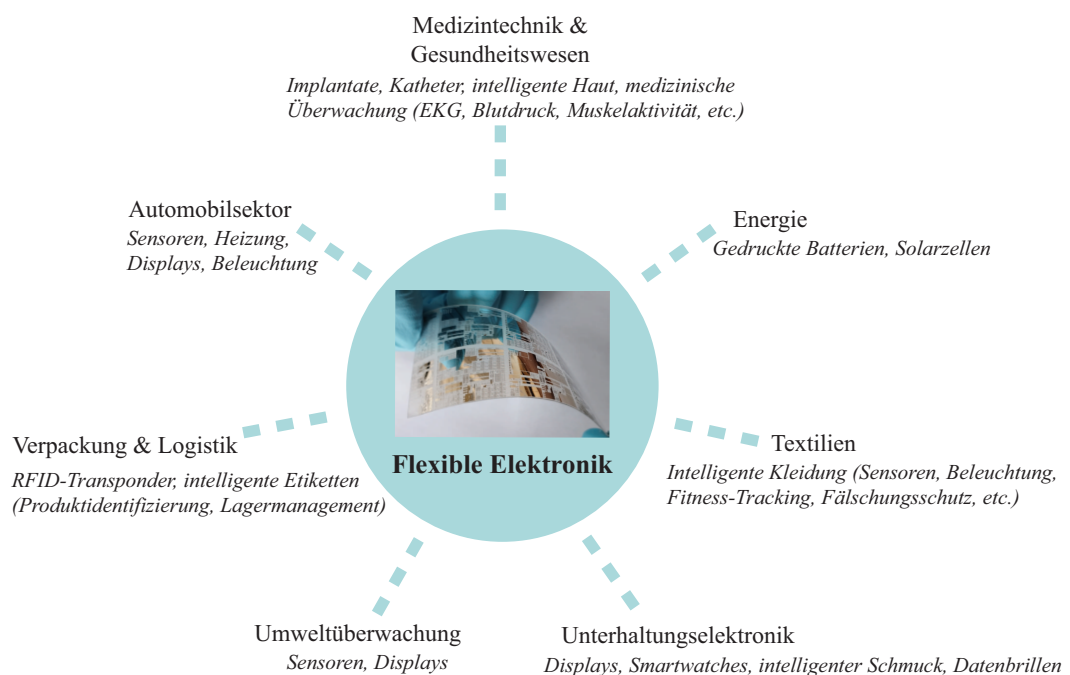 Medizintechnik &
Gesundheitswesen
Implantate, Katheter, intelligente Haut, medizinische
Überwachung (EKG, Blutdruck, Muskelaktivität, etc.)
Automobilsektor
Sensoren, Heizung,
Displays, Beleuchtung
Energie
Gedruckte Batterien, Solarzellen
Flexible Elektronik
Verpackung & Logistik
RFID-Transponder, intelligente Etiketten
(Produktidentifizierung, Lagermanagement)
Textilien
Intelligente Kleidung (Sensoren, Beleuchtung,
Fitness-Tracking, Fälschungsschutz, etc.)
Umweltüberwachung
Sensoren, Displays
Unterhaltungselektronik
Displays, Smartwatches, intelligenter Schmuck, Datenbrillen